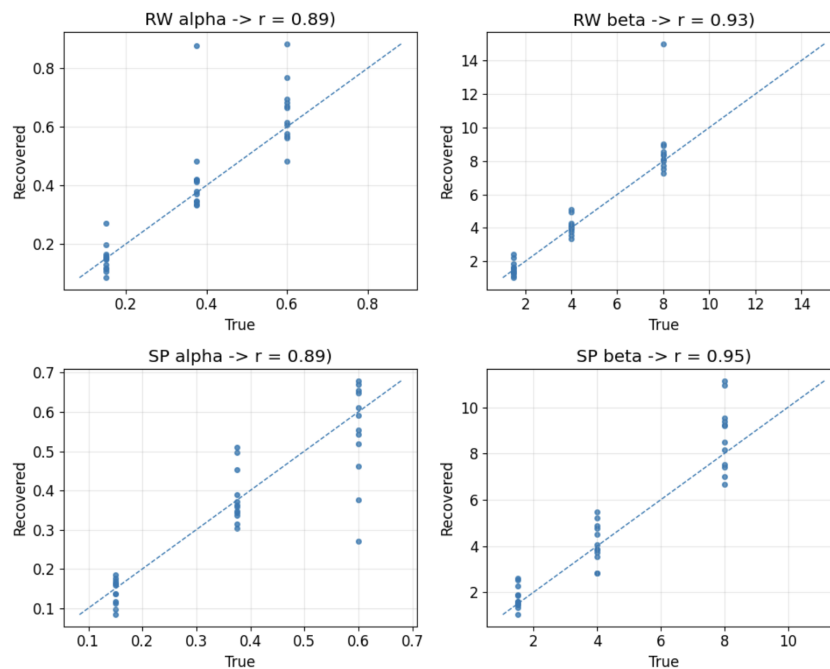 RW alpha -> r = 0.89)
Recovered
0.8
0.6
0.4
0.2
0.2 0.4 0.6 0.8
True
RW beta -> r = 0.93)
Recovered
14
12
10
8
6
4
2
2 4 6 8 10 12 14
True
SP alpha -> r = 0.89)
Recovered
0.7
0.6
0.5
0.4
0.3
0.2
0.1
0.1 0.2 0.3 0.4 0.5 0.6 0.7
True
SP beta -> r = 0.95)
Recovered
10
8
6
4
2
2 4 6 8 10
True